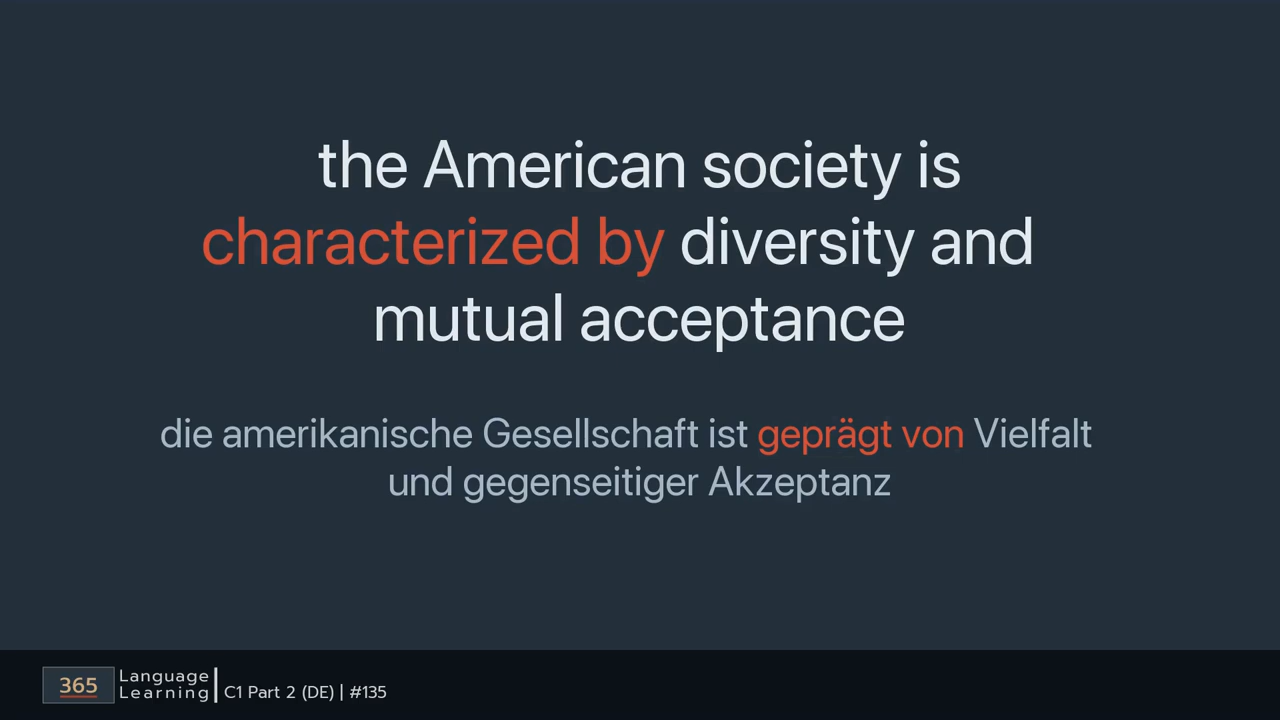 the American society is
characterized by diversity and
mutual acceptance
die amerikanische Gesellschaft ist geprägt von Vielfalt
und gegenseitiger Akzeptanz
365
Language
Learning
C1 Part 2 (DE) | #135